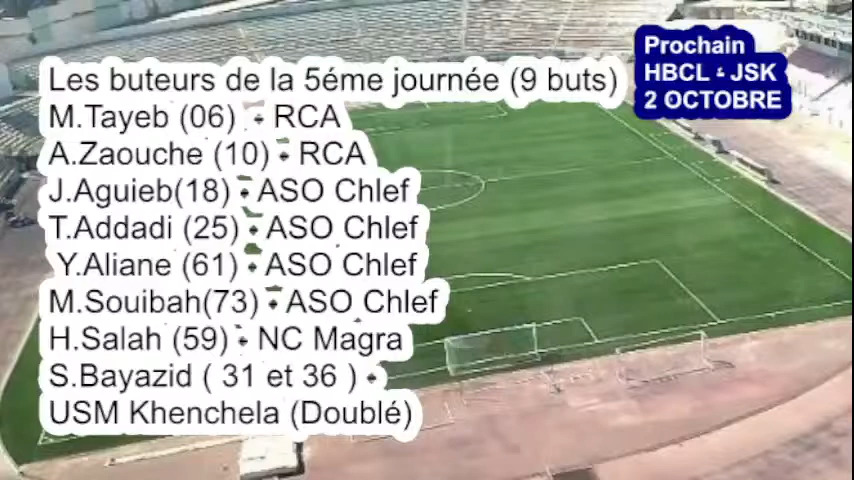 Les buteurs de la 5éme journée (9 buts)
M.Tayeb (06) - RCA
A.Zaouche (10) - RCA
J.Aguieb(18) - ASO Chlef
T.Addadi (25) - ASO Chlef
Y.Aliane (61) - ASO Chlef
M.Souibah(73) - ASO Chlef
H.Salah (59) - NC Magra
S.Bayazid ( 31 et 36 ) -
USM Khenchela (Doublé)
Prochain
HBCL - JSK
2 OCTOBRE